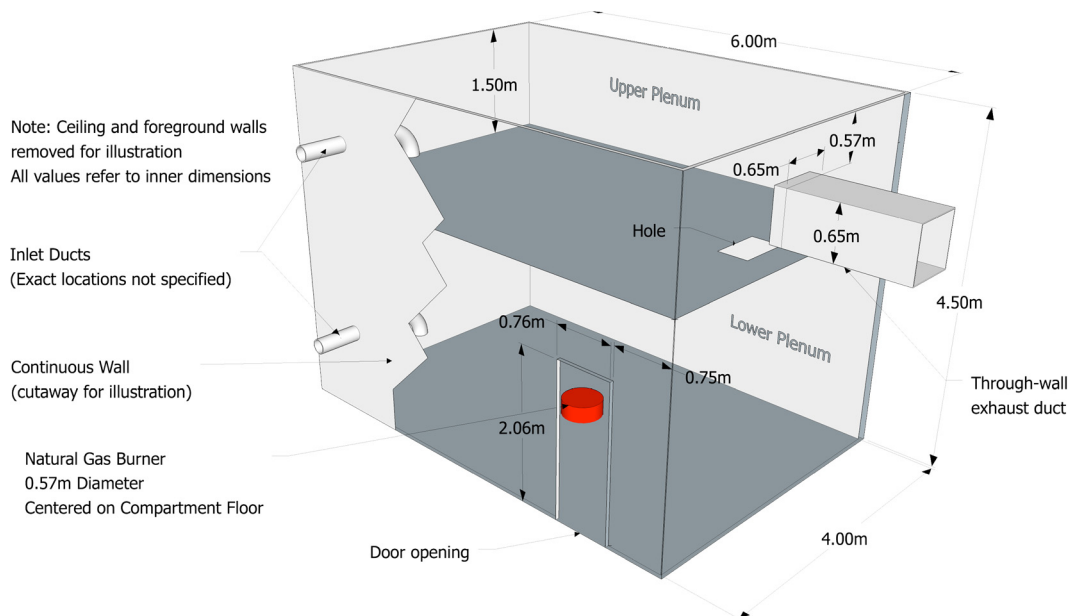 6.00m
1.50m
Upper Plenum
Note: Ceiling and foreground walls
removed for illustration
All values refer to inner dimensions
0.57m
0.65m
Hole
0.65m
Inlet Ducts
(Exact locations not specified)
4.50m
0.76m
Lower Plenum
0.75m
Continuous Wall
(cutaway for illustration)
Through-wall
exhaust duct
2.06m
Natural Gas Burner
0.57m Diameter
Centered on Compartment Floor
4.00m
Door opening